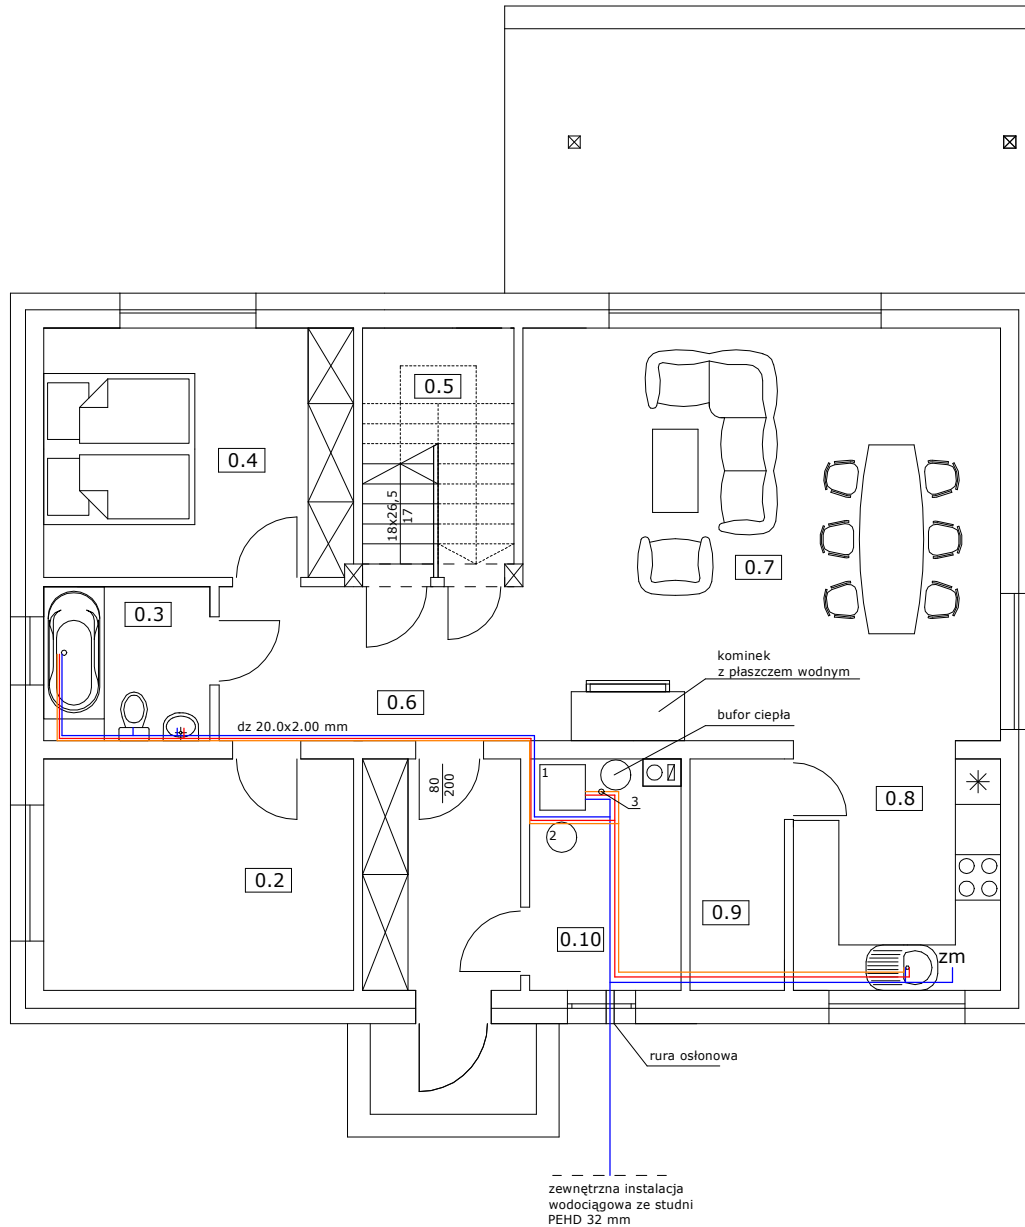 0.5
0.4
18x26,5
17
0.7
0.3
kominek
z płaszczem wodnym
0.6
bufor ciepła
dz 20.0x2.00 mm
1
80
200
3
0.8
2
0.2
0.9
0.10
zm
rura osłonowa
zewnętrzna instalacja
wodociągowa ze studni
PEHD 32 mm